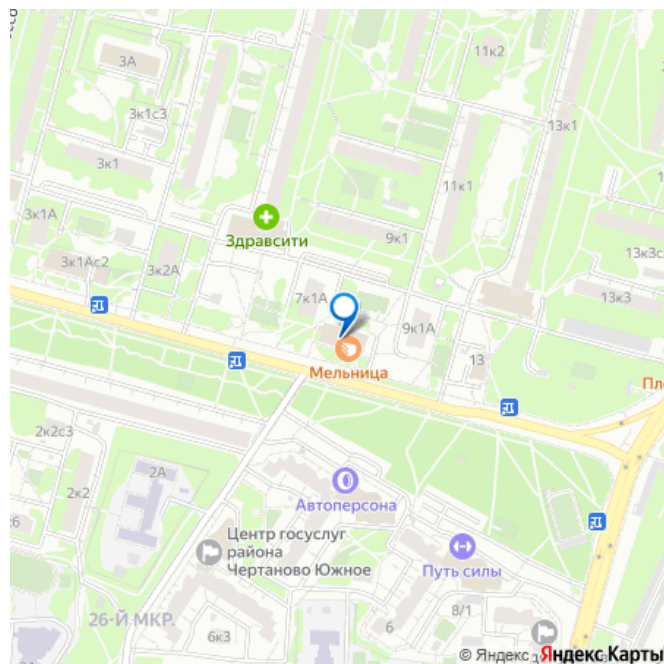 11к2
3А
3к1с3
13к1
3к1
11к1
3к1А
Здравсити
9к1
13к3с
3к1Ас2
3к2А
7к1А
13к3
9к1А
13
Мельница
Пл
2к2с3
2А
2к2
Автоперсона
Центр госуслуг
района
Чертаново Южное
Путь силы
26-Й МКР.
6к3
6
8/1
© Яндекс Яндекс Карты